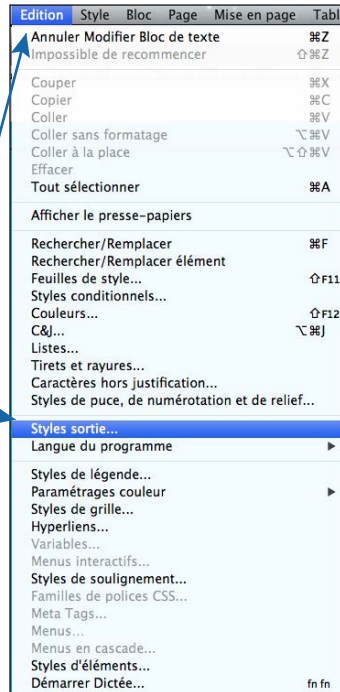 Edition Style Bloc Page Mise en page Tabl
Annuler Modifier Bloc de texte ⌘Z
Impossible de recommencer ⇧⌘Z
Couper ⌘X
Copier ⌘C
Coller ⌘V
Coller sans formatage ⌥⌘V
Coller à la place ⌥⇧⌘V
Effacer
Tout sélectionner ⌘A
Afficher le presse-papiers
Rechercher/Remplacer ⌘F
Rechercher/Remplacer élément
Feuilles de style... ⇧F11
Styles conditionnels...
Couleurs... ⇧F12
C&J... ⌥⌘J
Listes...
Tirets et rayures...
Caractères hors justification...
Styles de puce, de numérotation et de relief...
Styles sortie...
Langue du programme ▶
Styles de légende...
Paramétrages couleur ▶
Styles de grille...
Hyperliens...
Variables...
Menus interactifs...
Styles de soulignement...
Familles de polices CSS...
Meta Tags...
Menus...
Menus en cascade...
Styles d'éléments...
Démarrer Dictée... fn fn